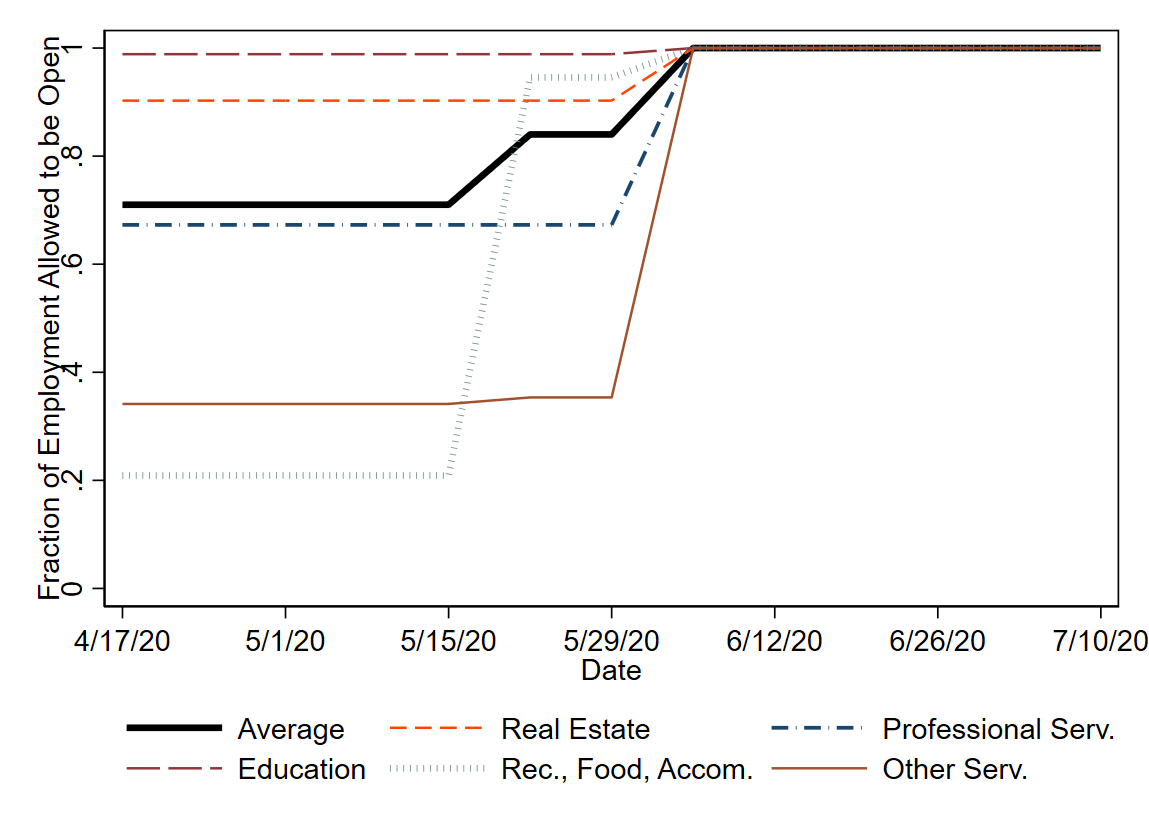 Fraction of Employment Allowed to be Open
1
.8
.6
.4
.2
0
4/17/20 5/1/20 5/15/20 5/29/20 6/12/20 6/26/20 7/10/20
Date
Average Real Estate Professional Serv.
Education Rec., Food, Accom. Other Serv.